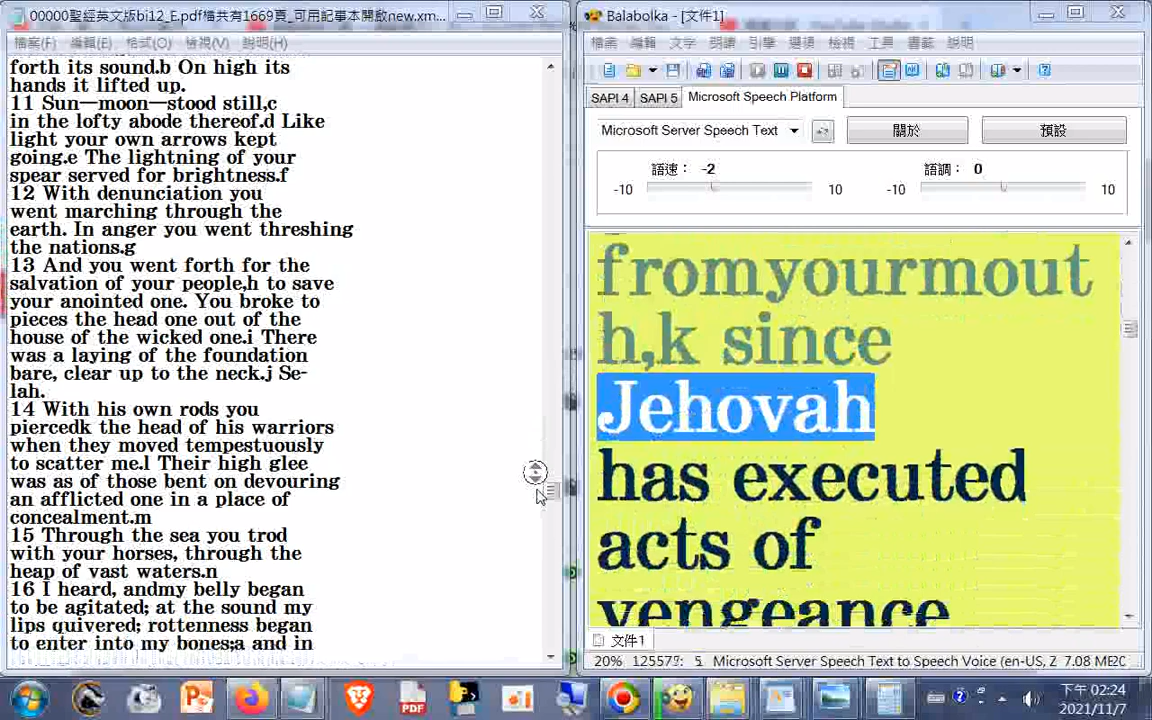 00000聖經英文版bi12_E.pdf檔共有1669頁_可用記事本開啟new.xm...
檔案(F) 編輯(E) 格式(O) 檢視(V) 說明(H)
forth its sound.b On high its
hands it lifted up.
11 Sun—moon—stood still,c
in the lofty abode thereof.d Like
light your own arrows kept
going.e The lightning of your
spear served for brightness.f
12 With denunciation you
went marching through the
earth. In anger you went threshing
the nations.g
13 And you went forth for the
salvation of your people,h to save
your anointed one. You broke to
pieces the head one out of the
house of the wicked one.i There
was a laying of the foundation
bare, clear up to the neck.j Se-
lah.
14 With his own rods you
piercedk the head of his warriors
when they moved tempestuously
to scatter me.l Their high glee
was as of those bent on devouring
an afflicted one in a place of
concealment.m
15 Through the sea you trod
with your horses, through the
heap of vast waters.n
16 I heard, andmy belly began
to be agitated; at the sound my
lips quivered; rottenness began
to enter into my bones;a and in
Balabolka - [文件1]
檔案 編輯 文字 朗讀 引擎 選項 檢視 工具 書籤 說明
SAPI 4 SAPI 5 Microsoft Speech Platform
Microsoft Server Speech Text 關於 預設
語速： -2 語調： 0
-10 10 -10 10
fromyourmout
h,k since
Jehovah
has executed
acts of
vengeance
文件1
20% Microsoft Server Speech Text to Speech Voice (en-US, Z 7.08 ME
下午 02:24
2021/11/7